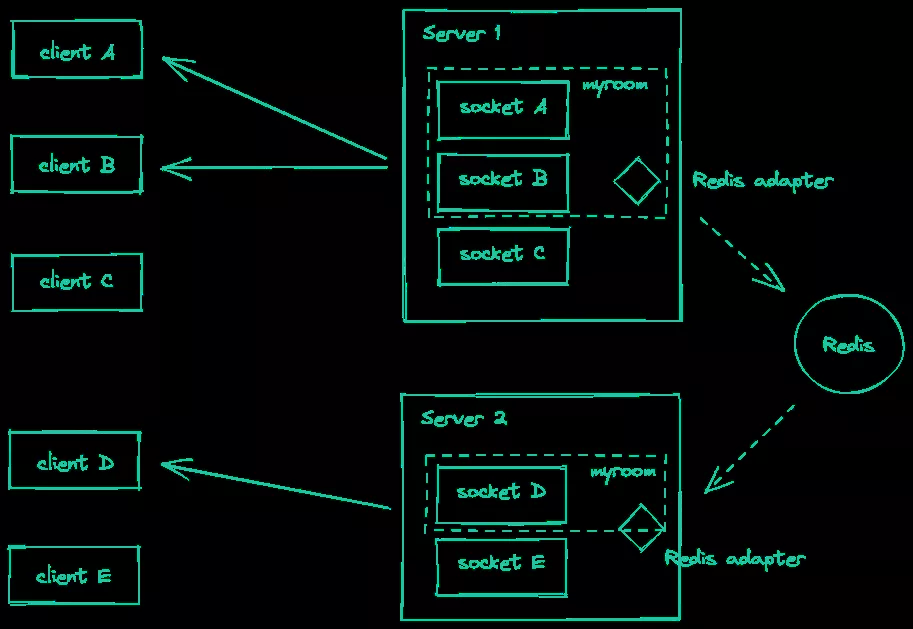 client A
client B
client C
client D
client E
Server 1
myroom
socket A
socket B
socket C
Redis adapter
Redis
Server 2
myroom
socket D
socket E
Redis adapter